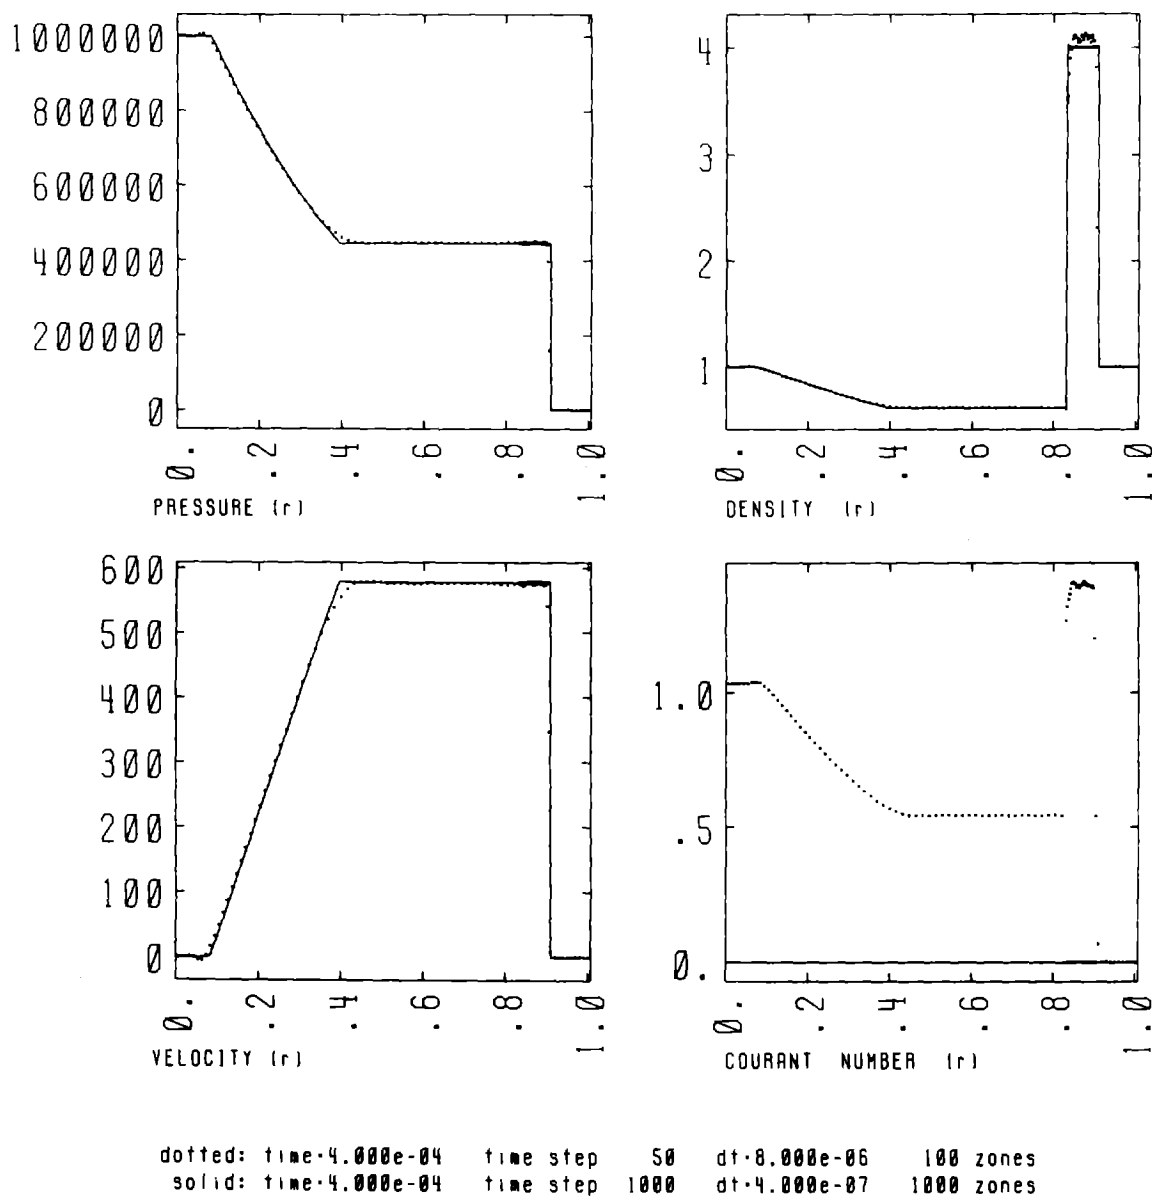 1000000
800000
600000
400000
200000
0
0. .2 .4 .6 .8 1.0
PRESSURE (r)
4
3
2
1
0. .2 .4 .6 .8 1.0
DENSITY (r)
600
500
400
300
200
100
0
0. .2 .4 .6 .8 1.0
VELOCITY (r)
1.0
.5
0.
0. .2 .4 .6 .8 1.0
COURANT NUMBER (r)
dotted: time·4.000e-04 time step 50 dt·8.000e-06 100 zones
solid: time·4.000e-04 time step 1000 dt·4.000e-07 1000 zones